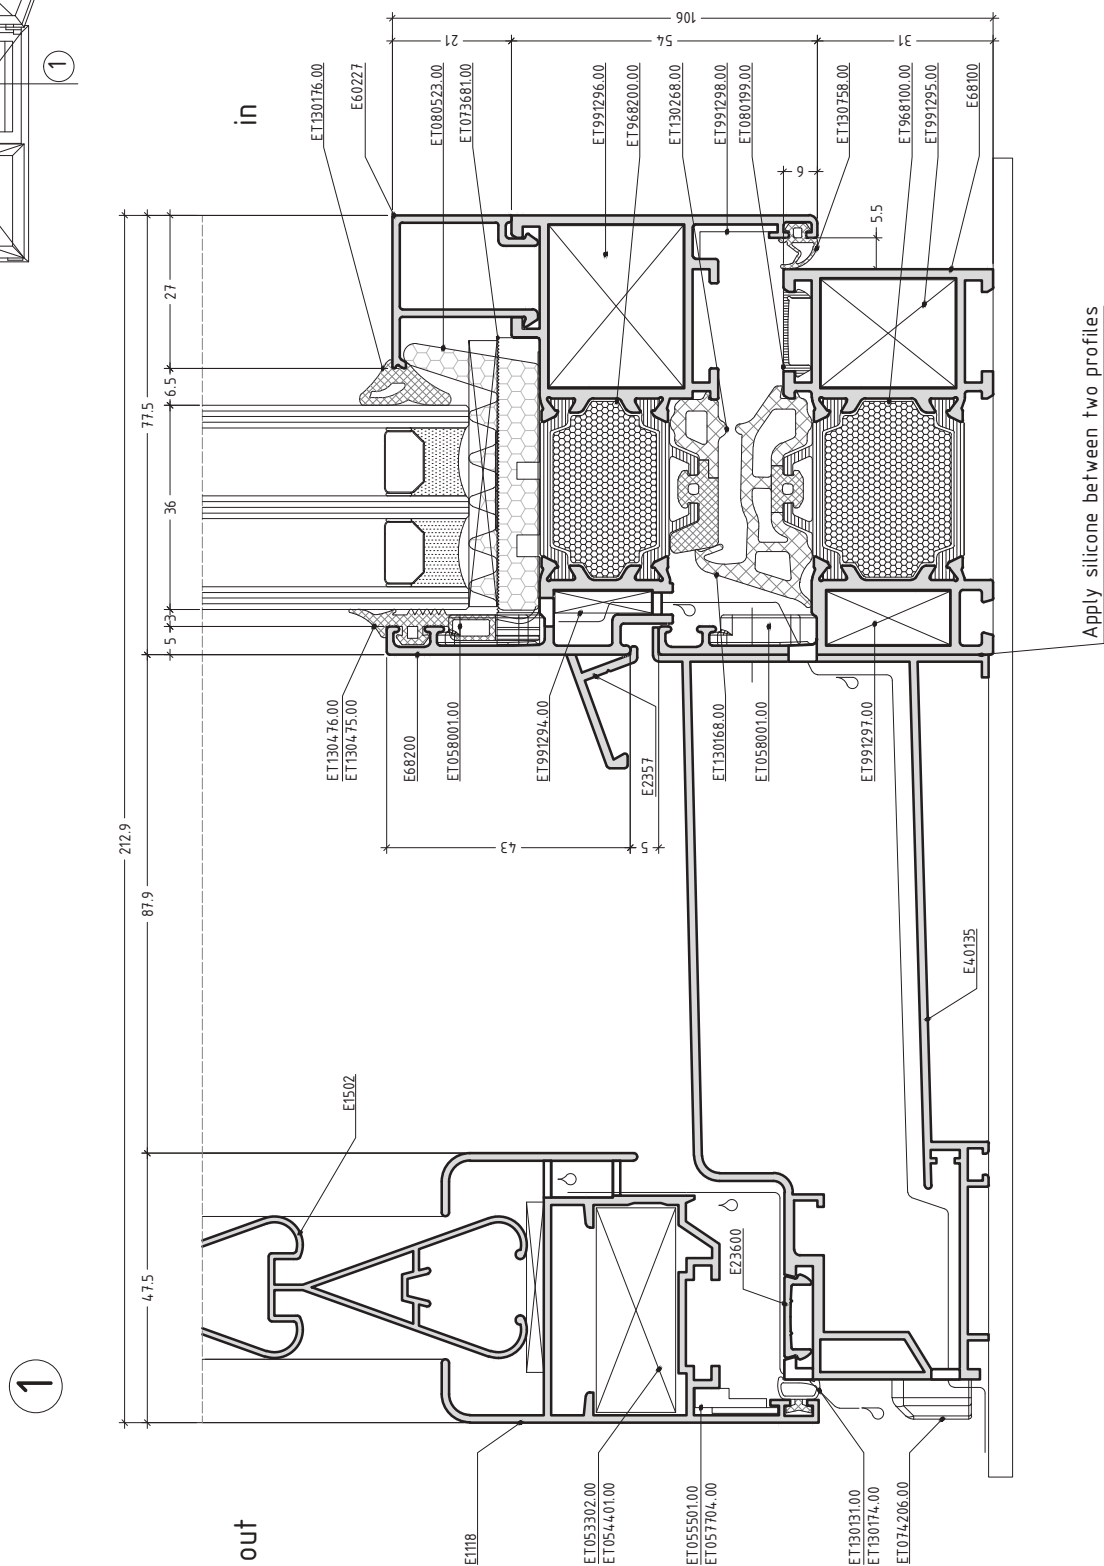 1
1
out
in
212.9
47.5
87.9
77.5
5
3
36
6.5
27
106
21
54
31
6
5.5
43
5
ET130176.00
E60227
ET080523.00
ET073681.00
ET991296.00
ET968200.00
ET130268.00
ET991298.00
ET080199.00
ET130758.00
ET968100.00
ET991295.00
E68100
ET130476.00
ET130475.00
E68200
ET058001.00
ET991294.00
E2357
ET130168.00
ET058001.00
ET991297.00
Apply silicone between two profiles
E1502
E40135
E23600
E1118
ET053302.00
ET054401.00
ET055501.00
ET057704.00
ET130131.00
ET130174.00
ET074206.00